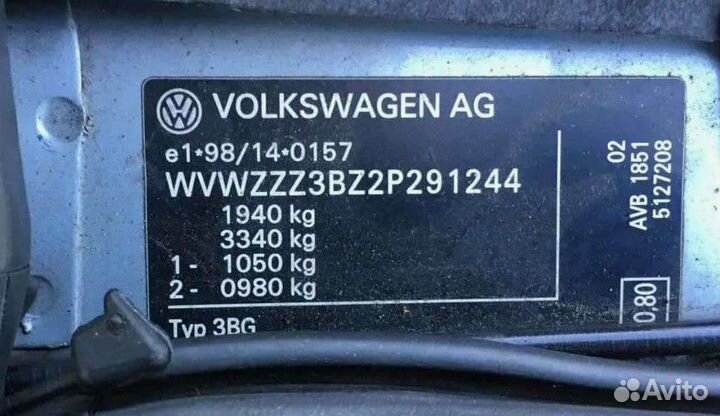 VOLKSWAGEN AG
e1*98/14*0157
WVWZZZ3BZ2P291244
1940 kg
3340 kg
1 - 1050 kg
2 - 0980 kg
Typ 3BG
02
AVB 1851
5127208
0,80
Avito